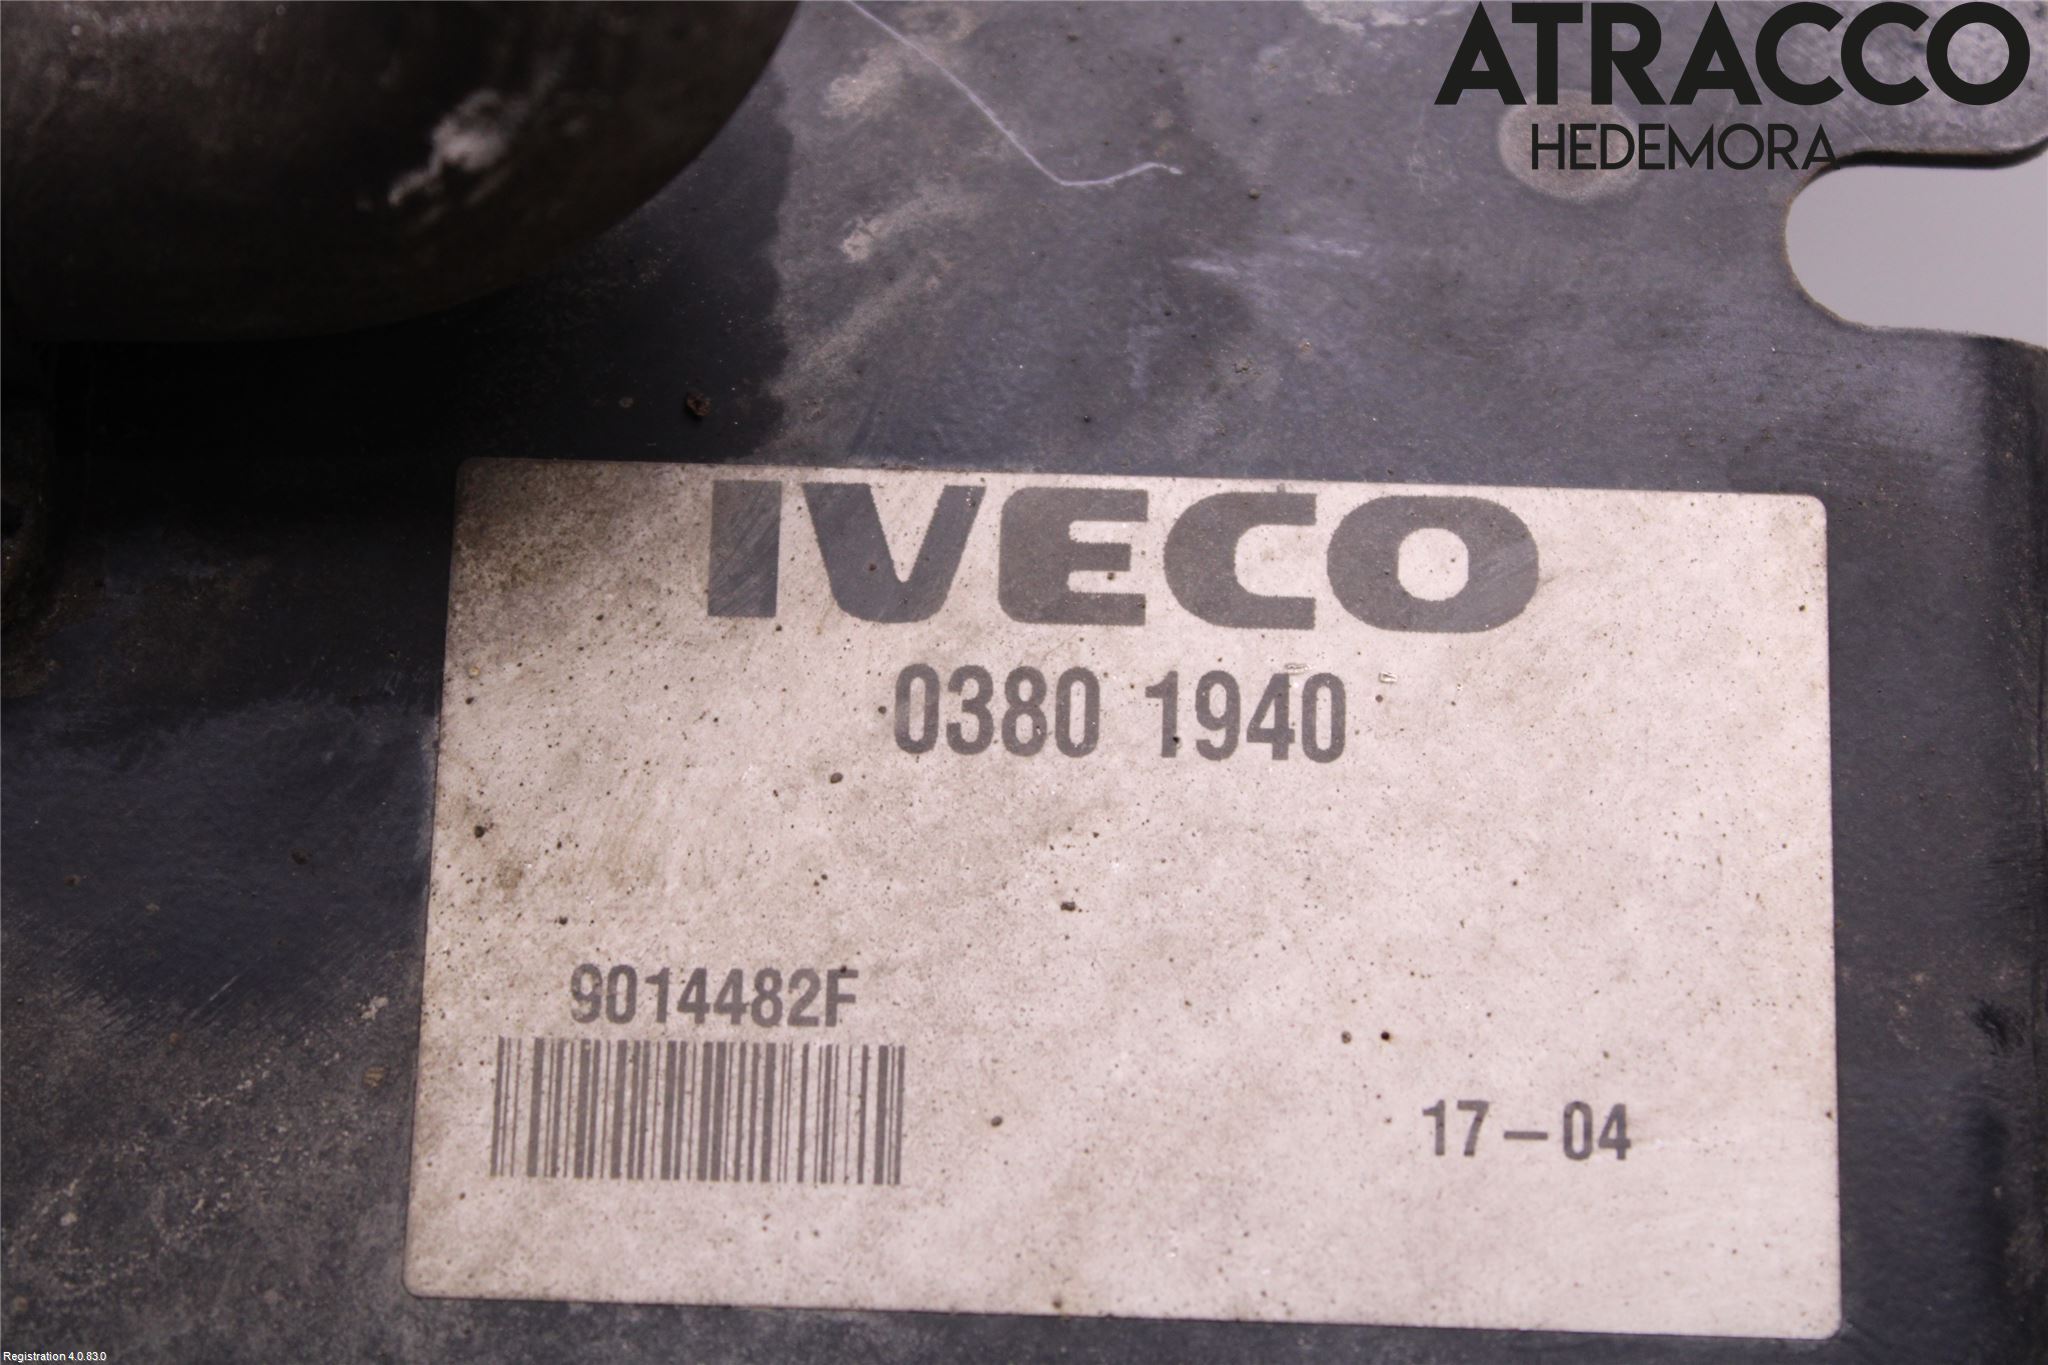 ATRACCO
HEDEMORA
IVECO
0380 1940
9014482F
17-04
Registration 4.0.83.0